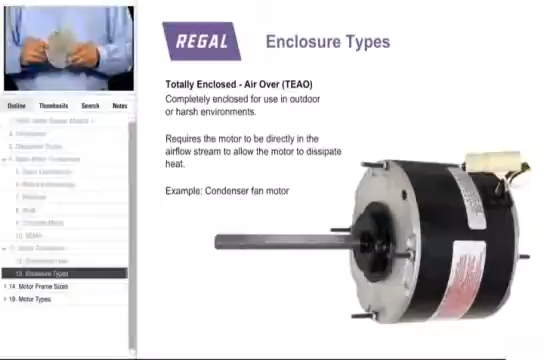 REGAL
Enclosure Types
Totally Enclosed - Air Over (TEAO)
Completely enclosed for use in outdoor
or harsh environments.
Requires the motor to be directly in the
airflow stream to allow the motor to dissipate
heat.
Example: Condenser fan motor
Outline Thumbnails Search Notes
13. Enclosure Types
14. Motor Frame Sizes
19. Motor Types